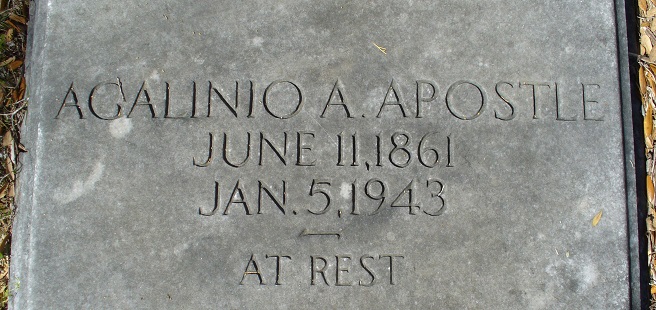 AGALINIO A. APOSTLE
JUNE 11, 1861
JAN. 5, 1943
AT REST